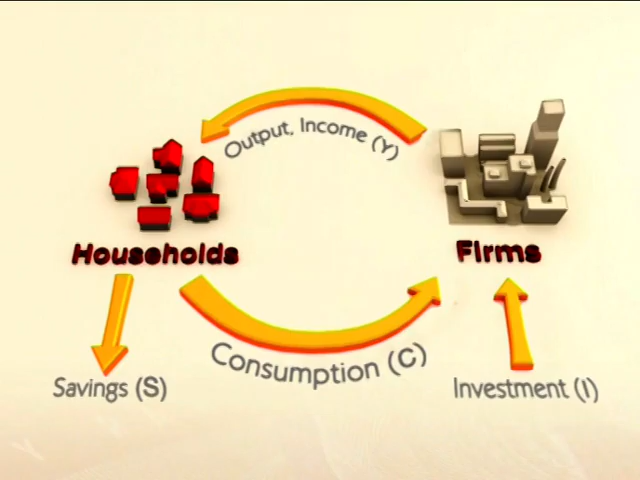 Output, Income (Y)
Households
Firms
Consumption (C)
Savings (S)
Investment (I)